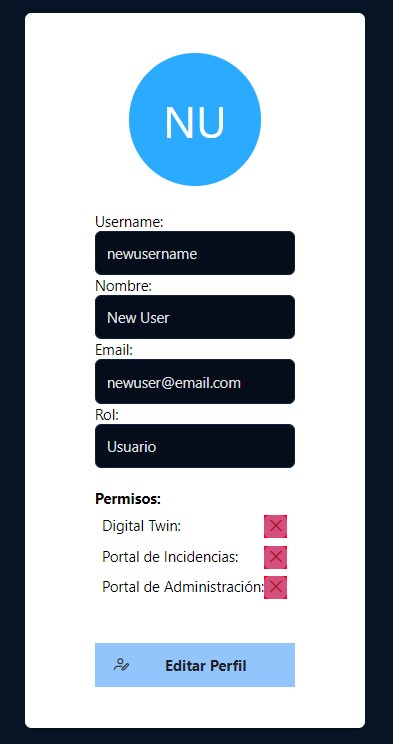 NU
Username:
newusername
Nombre:
New User
Email:
newuser@email.com
Rol:
Usuario
Permisos:
Digital Twin:
Portal de Incidencias:
Portal de Administración:
Editar Perfil